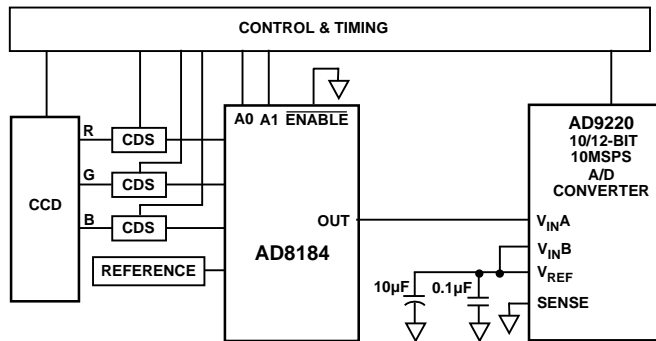 CONTROL & TIMING
R
CDS
G
CDS
B
CDS
CCD
REFERENCE
A0 A1 ENABLE
OUT
AD8184
10µF
0.1µF
AD9220
10/12-BIT
10MSPS
A/D
CONVERTER
VINA
VINB
VREF
SENSE